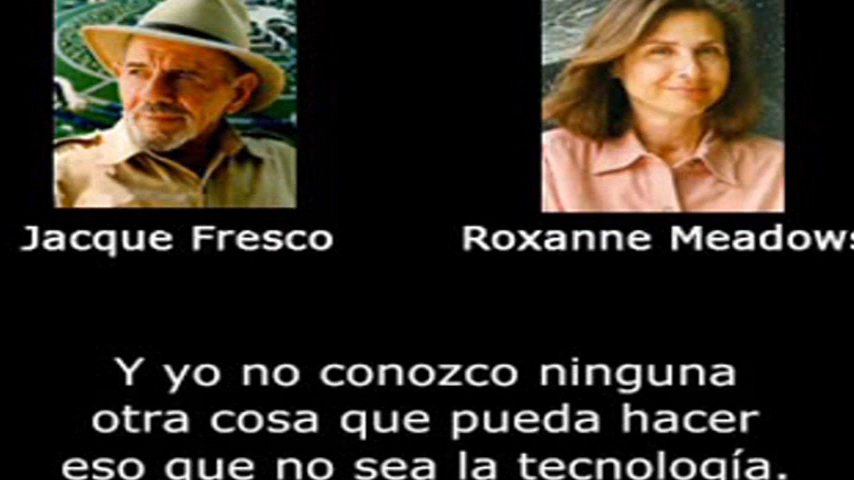 Jacque Fresco
Roxanne Meadows
Y yo no conozco ninguna
otra cosa que pueda hacer
eso que no sea la tecnología.